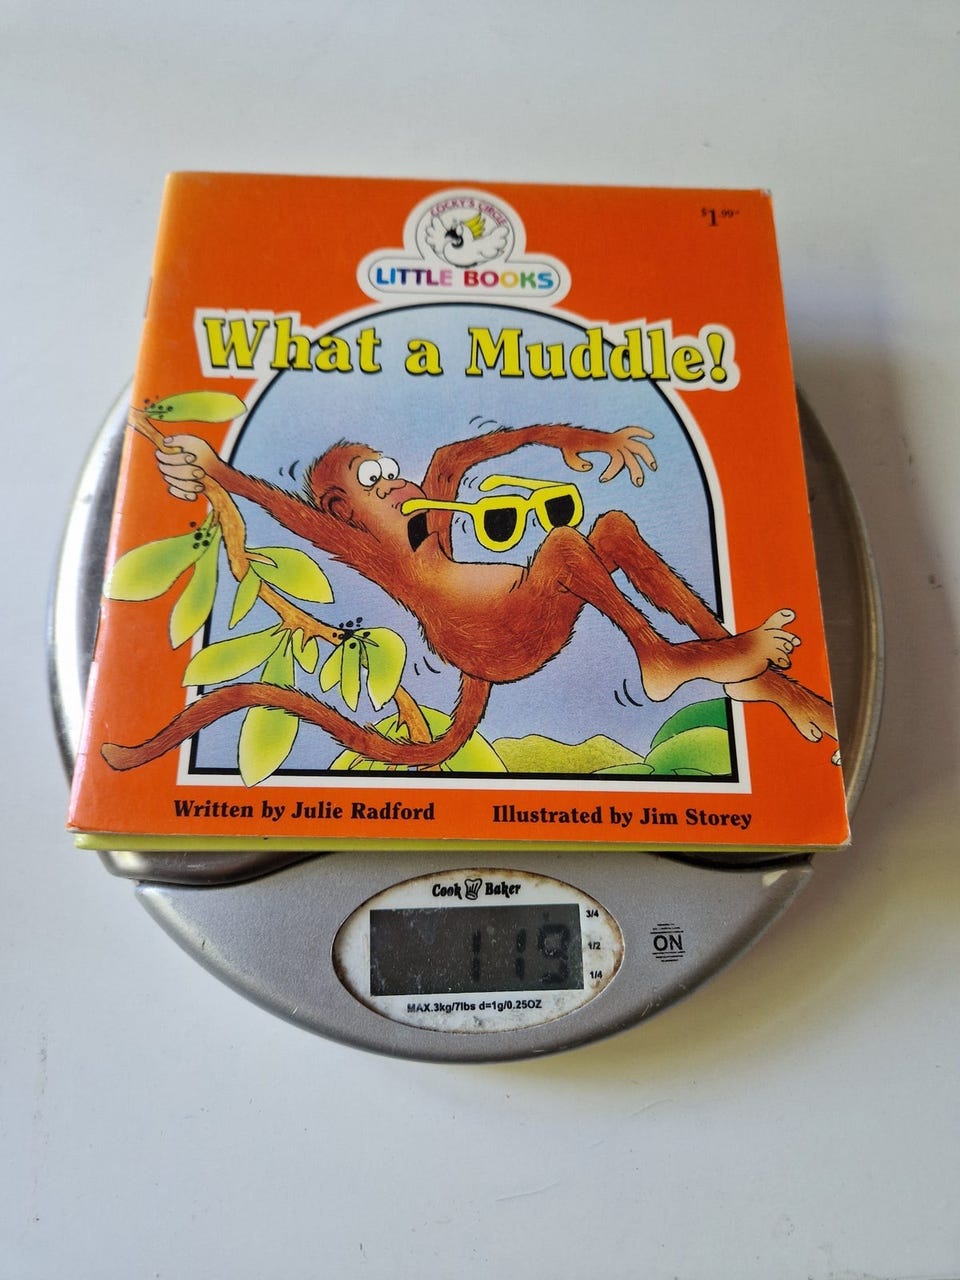 COCKY'S CIRCLE
LITTLE BOOKS
$1.99
What a Muddle!
Written by Julie Radford
Illustrated by Jim Storey
Cook Baker
119
3/4
1/2
1/4
MAX.3kg/7lbs d=1g/0.25OZ
ON